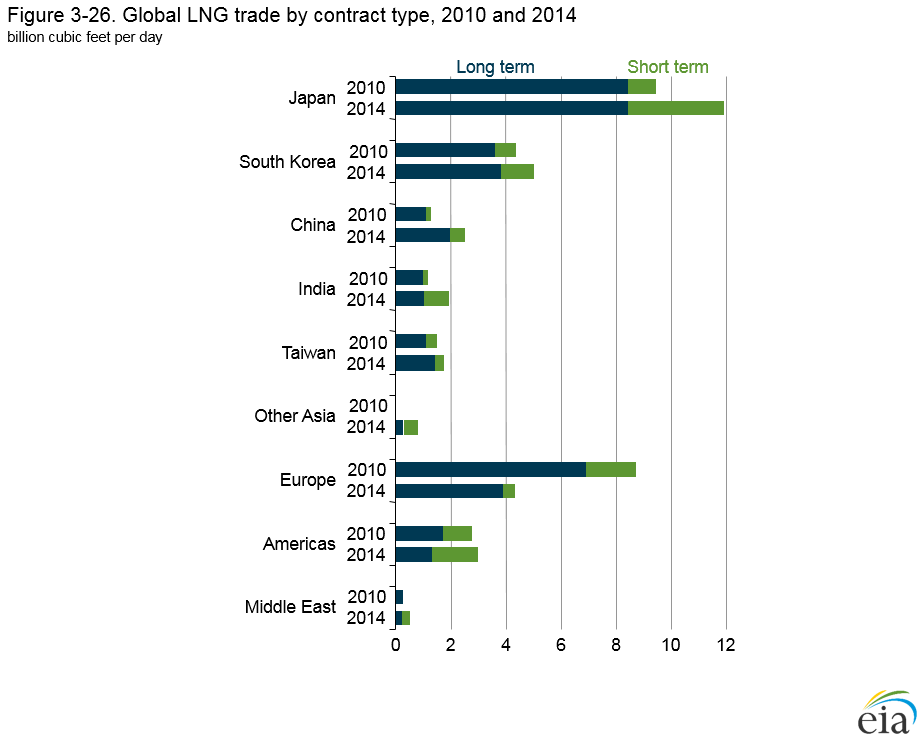 Figure 3-26. Global LNG trade by contract type, 2010 and 2014
billion cubic feet per day
Long term Short term
Japan 2010
2014
South Korea 2010
2014
China 2010
2014
India 2010
2014
Taiwan 2010
2014
Other Asia 2010
2014
Europe 2010
2014
Americas 2010
2014
Middle East 2010
2014
0 2 4 6 8 10 12
eia